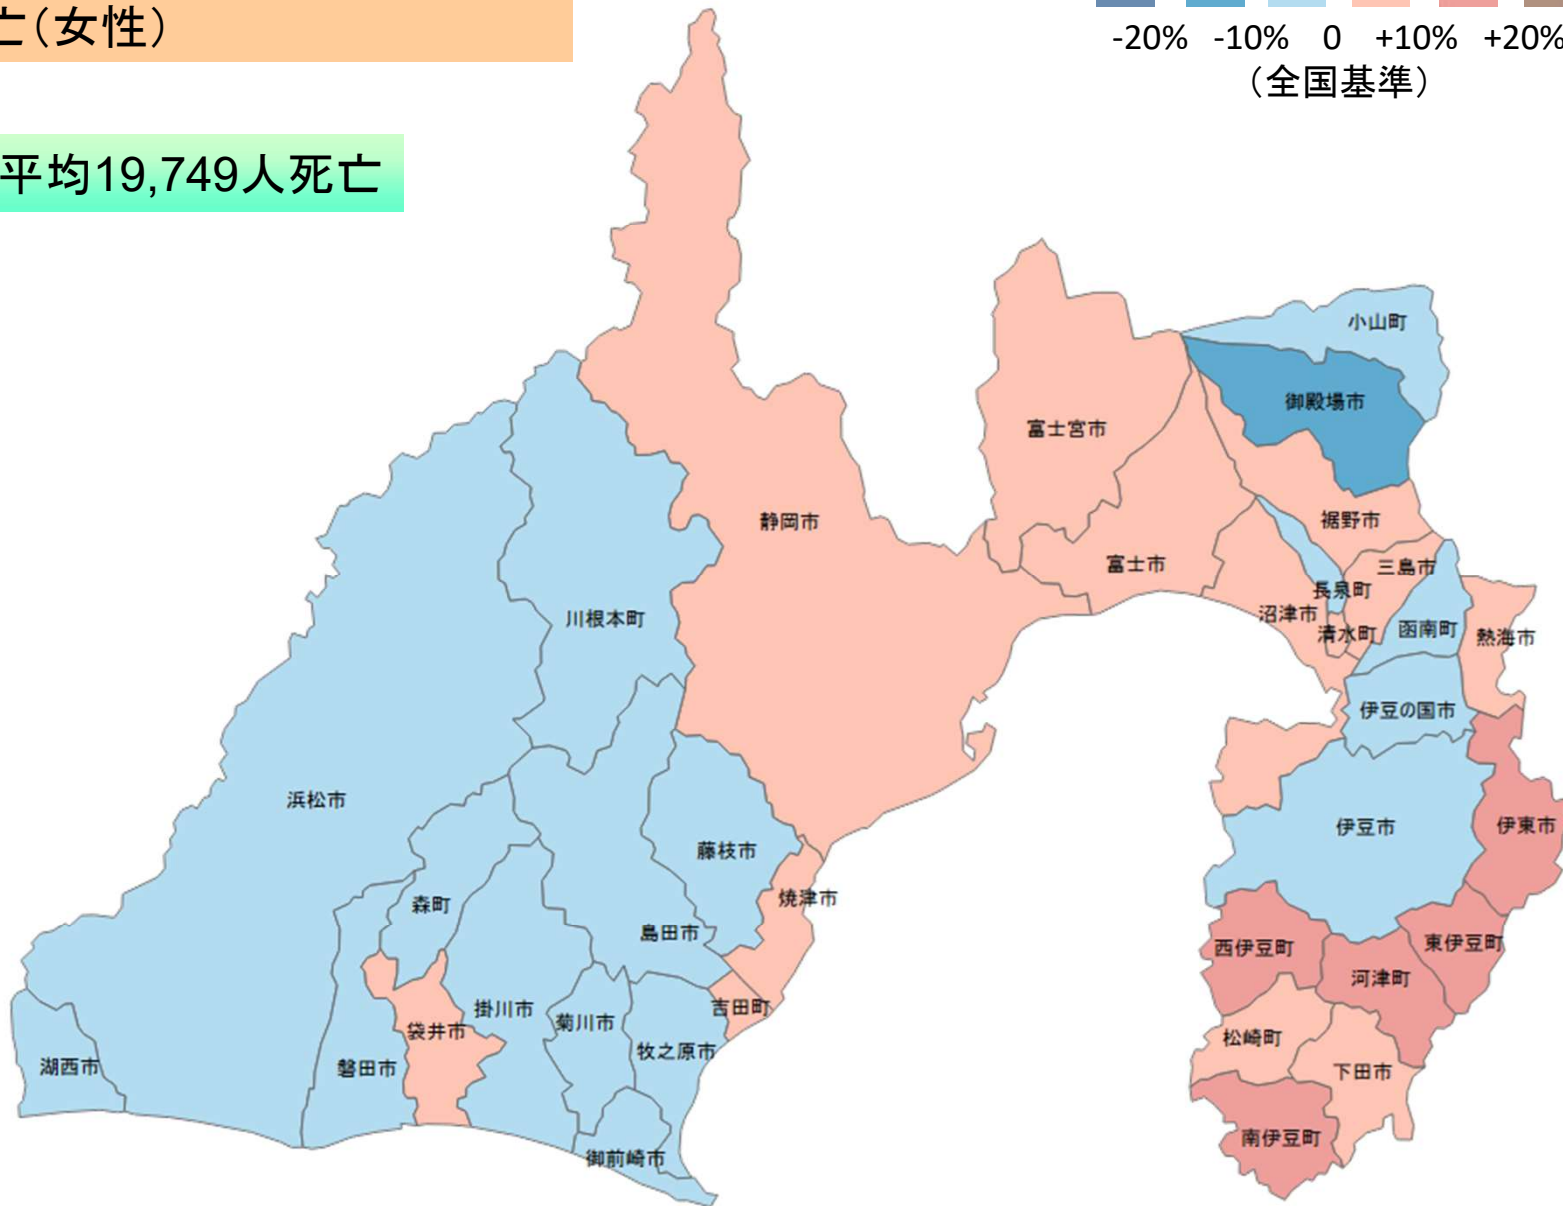 亡（女性）
-20% -10% 0 +10% +20%
（全国基準）
平均19,749人死亡
小山町
御殿場市
富士宮市
静岡市
裾野市
富士市
三島市
長泉町
沼津市
川根本町
清水町
函南町
熱海市
伊豆の国市
浜松市
伊豆市
伊東市
藤枝市
焼津市
森町
島田市
西伊豆町
東伊豆町
河津町
掛川市
吉田町
菊川市
袋井市
松崎町
牧之原市
湖西市
磐田市
下田市
南伊豆町
御前崎市